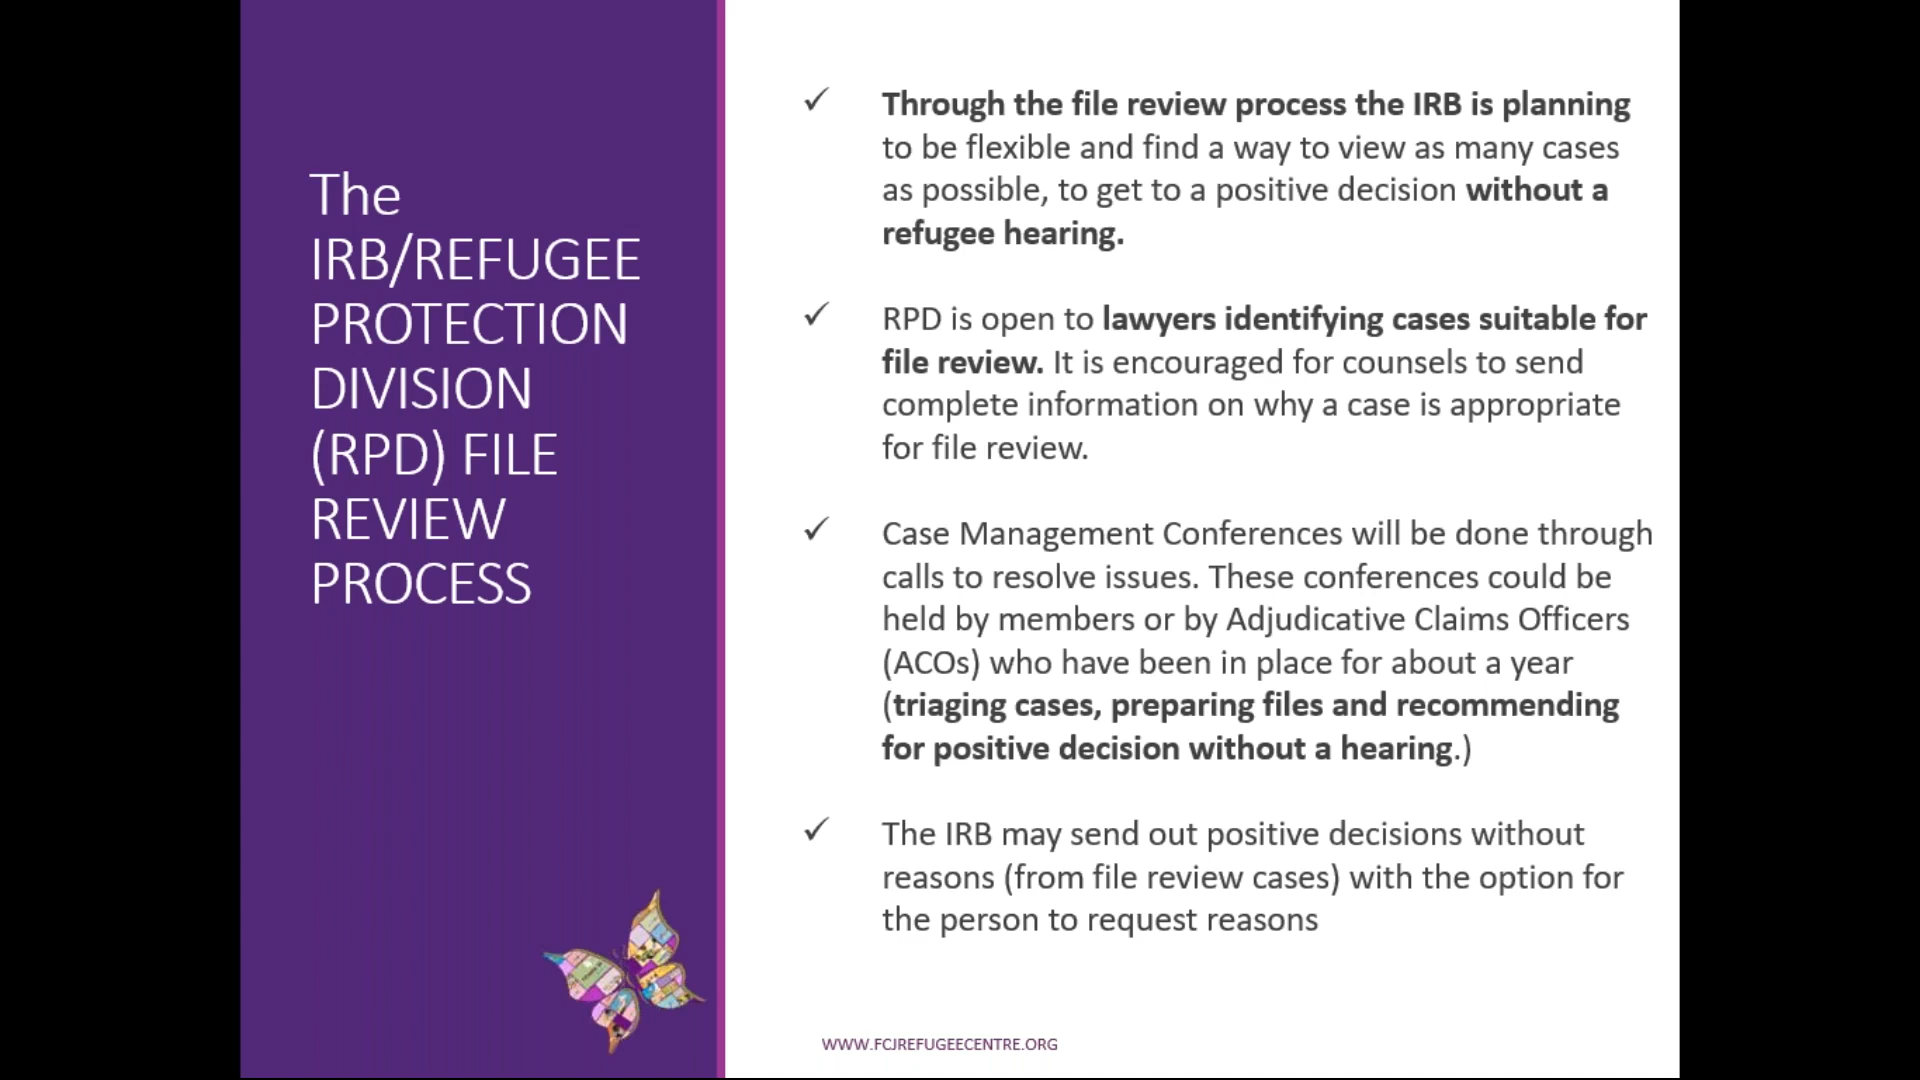 The
IRB/REFUGEE
PROTECTION
DIVISION
(RPD) FILE
REVIEW
PROCESS
✓ Through the file review process the IRB is planning
to be flexible and find a way to view as many cases
as possible, to get to a positive decision without a
refugee hearing.
✓ RPD is open to lawyers identifying cases suitable for
file review. It is encouraged for counsels to send
complete information on why a case is appropriate
for file review.
✓ Case Management Conferences will be done through
calls to resolve issues. These conferences could be
held by members or by Adjudicative Claims Officers
(ACOs) who have been in place for about a year
(triaging cases, preparing files and recommending
for positive decision without a hearing.)
✓ The IRB may send out positive decisions without
reasons (from file review cases) with the option for
the person to request reasons
WWW.FCJREFUGEECENTRE.ORG